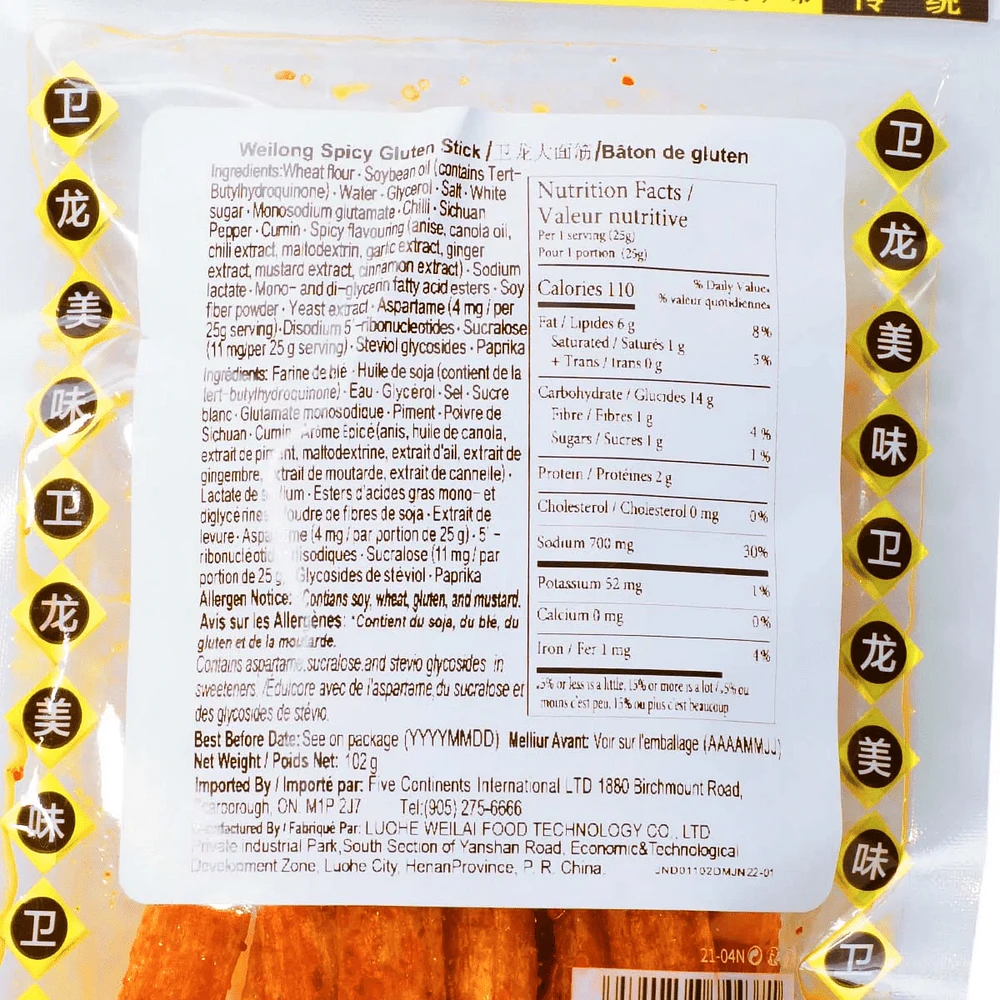 传 统
卫
龙
美
味
卫
龙
美
味
卫
Weilong Spicy Gluten Stick / 卫龙大面筋/Bâton de gluten
Ingredients:Wheat flour · Soybean oil (contains Tert-
Butylhydroquinone) · Water · Glycerol · Salt · White
sugar · Monosodium glutamate · Chilli · Sichuan
Pepper · Cumin · Spicy flavouring (anise, canola oil,
chili extract, maltodextrin, garlic extract, ginger
extract, mustard extract, cinnamon extract) · Sodium
lactate · Mono- and di-glycerin fatty acid esters · Soy
fiber powder · Yeast extract · Aspartame (4 mg / per
25g serving)·Disodium 5´-ribonucleotides · Sucralose
(11 mg/per 25 g serving) · Steviol glycosides · Paprika
Ingrédients: Farine de blé · Huile de soja (contient de la
tert-butylhydroquinone) · Eau · Glycérol · Sel · Sucre
blanc · Glutamate monosodique · Piment · Poivre de
Sichuan · Cumin Arôme Épicé (anis, huile de canola,
extrait de maltodextrine, extrait d'ail, extrait de
gingembre, extrait de moutarde, extrait de cannelle) ·
Lactate de · Esters d'acides gras mono- et
de fibres de soja · Extrait de
levure · (4 mg / par portion de 25 g) · 5´-
· Sucralose (11 mg / par
portion de 25 g Glycosides de stéviol · Paprika
Allergen Notice: *Contians soy, wheat, gluten, and mustard.
Avis sur les Allergènes: *Contient du soja, du blé, du
gluten et de la moutarde.
Contains aspartame, sucralose and stevio glycosides in
sweeteners. /Édulcoré avec de l'aspartame,du sucralose et
des glycosides de stévio.
Nutrition Facts /
Valeur nutritive
Per 1 serving (25g)
Pour 1 portion (25g)
Calories 110 % Daily Value*
% valeur quotidienne*
Fat / Lipides 6 g 8 %
Saturated / Saturés 1 g
+ Trans / trans 0 g 5 %
Carbohydrate / Glucides 14 g
Fibre / Fibres 1 g 4 %
Sugars / Sucres 1 g 1 %
Protein / Protéines 2 g
Cholesterol / Cholesterol 0 mg 0%
Sodium 700 mg 30%
Potassium 52 mg 1 %
Calcium 0 mg 0%
Iron / Fer 1 mg 4%
*5% or less is a little, 15% or more is a lot / *5% ou
moins c'est peu, 15% ou plus c'est beaucoup
Best Before Date: See on package (YYYYMMDD) Melliur Avant: Voir sur l'emballage (AAAAMMJJ)
Net Weight / Poids Net: 102 g
Imported By / Importé par: Five Continents International LTD 1880 Birchmount Road,
Scarborough, ON. M1P 2J7 Tel:(905) 275-6666
Manufactured By / Fabriqué Par: LUOHE WEILAI FOOD TECHNOLOGY CO., LTD
Private industrial Park,South Section of Yanshan Road, Economic&Technological
Development Zone, Luohe City, HenanProvince, P. R. China.
JND01102DMJN22-01
卫
龙
美
味
卫
龙
美
味
卫
21-04N